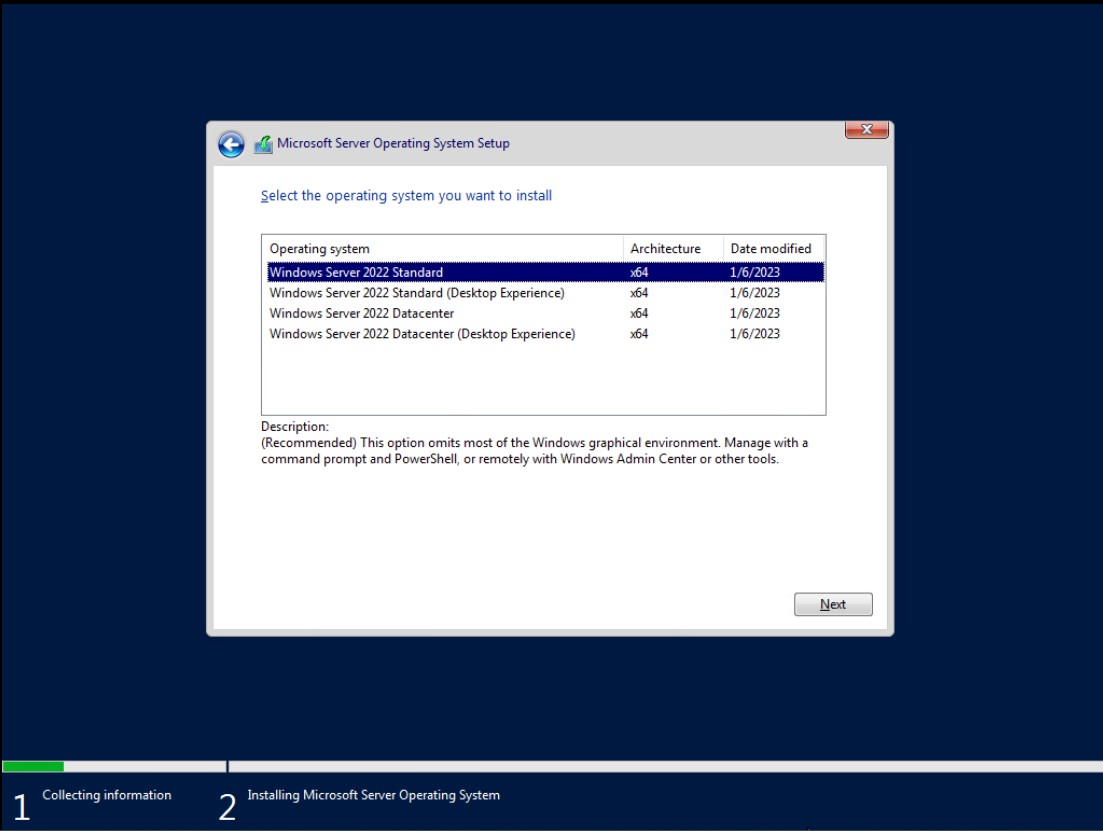 Microsoft Server Operating System Setup
Select the operating system you want to install
Operating system Architecture Date modified
Windows Server 2022 Standard x64 1/6/2023
Windows Server 2022 Standard (Desktop Experience) x64 1/6/2023
Windows Server 2022 Datacenter x64 1/6/2023
Windows Server 2022 Datacenter (Desktop Experience) x64 1/6/2023
Description:
(Recommended) This option omits most of the Windows graphical environment. Manage with a
command prompt and PowerShell, or remotely with Windows Admin Center or other tools.
Next
1 Collecting information 2 Installing Microsoft Server Operating System